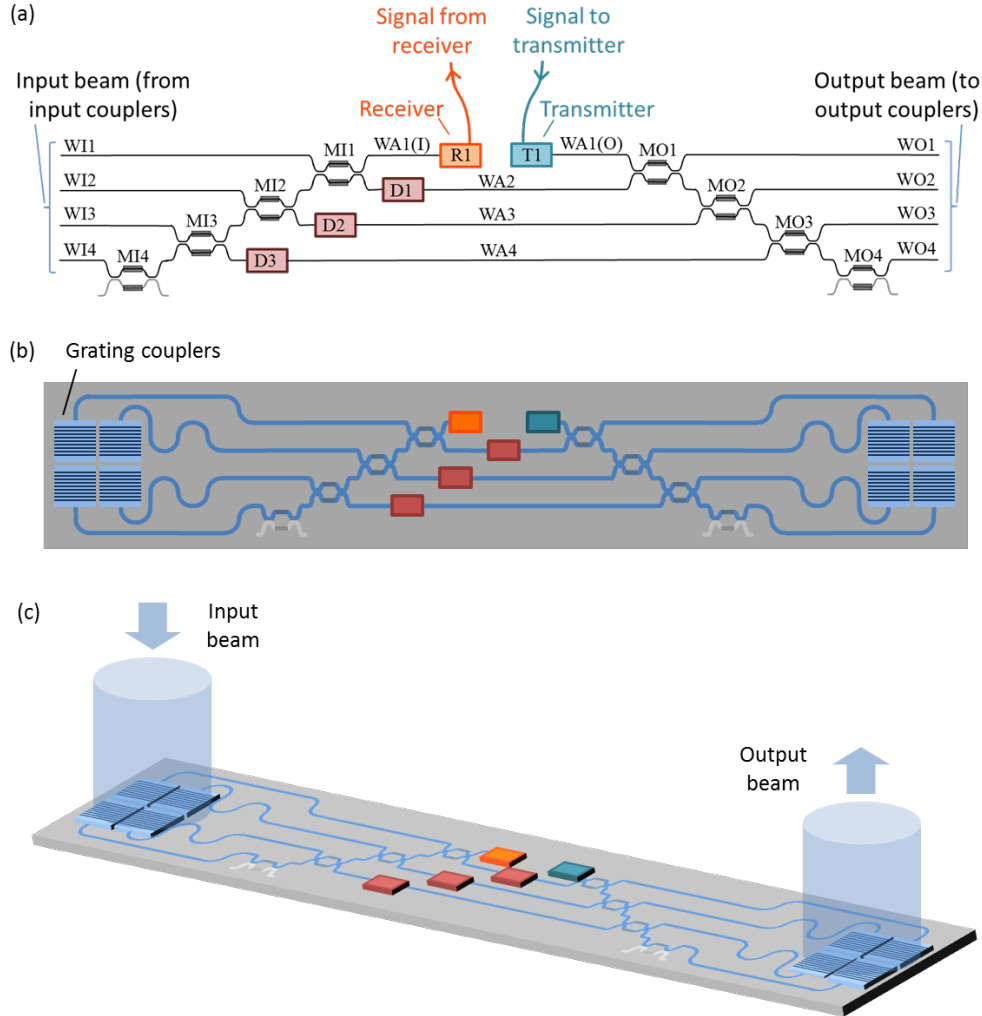 (a)
Signal from
receiver
Signal to
transmitter
Input beam (from
input couplers)
Output beam (to
output couplers)
Receiver
Transmitter
WI1
MI1
WA1(I)
R1
T1
WA1(O)
MO1
WO1
WI2
MI2
D1
WA2
MO2
WO2
WI3
MI3
D2
WA3
MO3
WO3
WI4
MI4
D3
WA4
MO4
WO4
(b)
Grating couplers
(c)
Input
beam
Output
beam